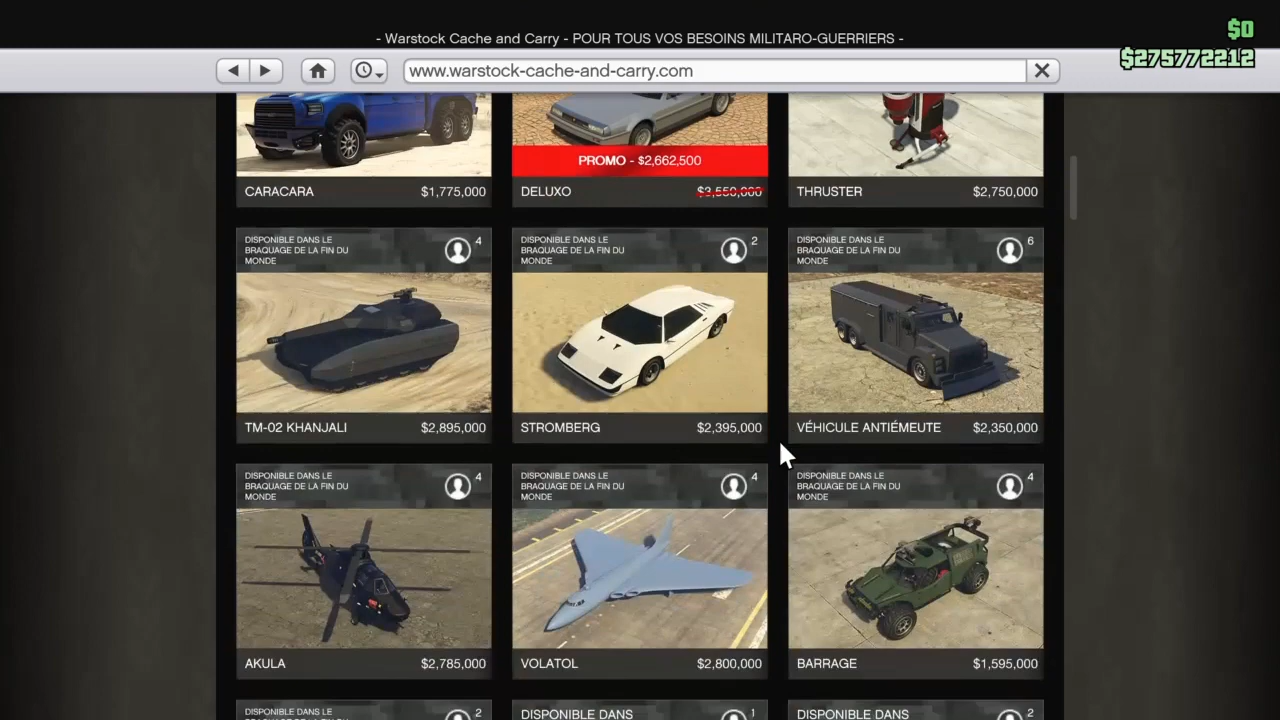 $0
- Warstock Cache and Carry - POUR TOUS VOS BESOINS MILITARO-GUERRIERS -
$275772212
www.warstock-cache-and-carry.com
PROMO - $2,662,500
CARACARA $1,775,000
DELUXO $3,550,000
THRUSTER $2,750,000
DISPONIBLE DANS LE
BRAQUAGE DE LA FIN DU
MONDE
4
DISPONIBLE DANS LE
BRAQUAGE DE LA FIN DU
MONDE
2
DISPONIBLE DANS LE
BRAQUAGE DE LA FIN DU
MONDE
6
TM-02 KHANJALI $2,895,000
STROMBERG $2,395,000
VÉHICULE ANTIÉMEUTE $2,350,000
DISPONIBLE DANS LE
BRAQUAGE DE LA FIN DU
MONDE
4
DISPONIBLE DANS LE
BRAQUAGE DE LA FIN DU
MONDE
4
DISPONIBLE DANS LE
BRAQUAGE DE LA FIN DU
MONDE
4
AKULA $2,785,000
VOLATOL $2,800,000
BARRAGE $1,595,000
DISPONIBLE DANS LE
2
DISPONIBLE DANS
1
DISPONIBLE DANS
2